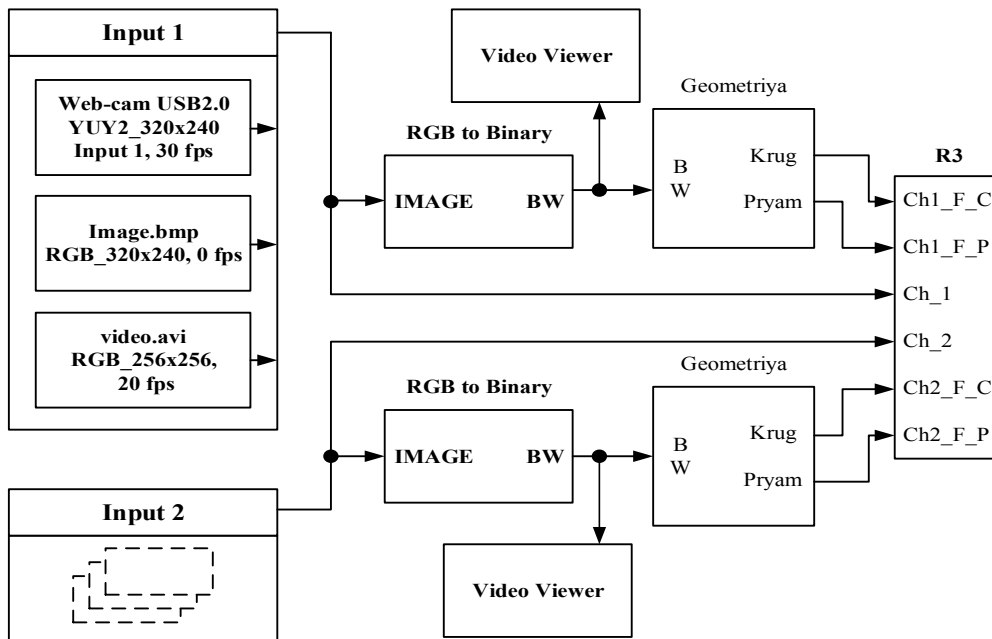 Input 1
Web-cam USB2.0
YUY2_320x240
Input 1, 30 fps
Image.bmp
RGB_320x240, 0 fps
video.avi
RGB_256x256,
20 fps
Video Viewer
RGB to Binary
IMAGE BW
Geometriya
B
W
Krug
Pryam
R3
Ch1_F_C
Ch1_F_P
Ch_1
Ch_2
Ch2_F_C
Ch2_F_P
RGB to Binary
IMAGE BW
Geometriya
B
W
Krug
Pryam
Input 2
Video Viewer